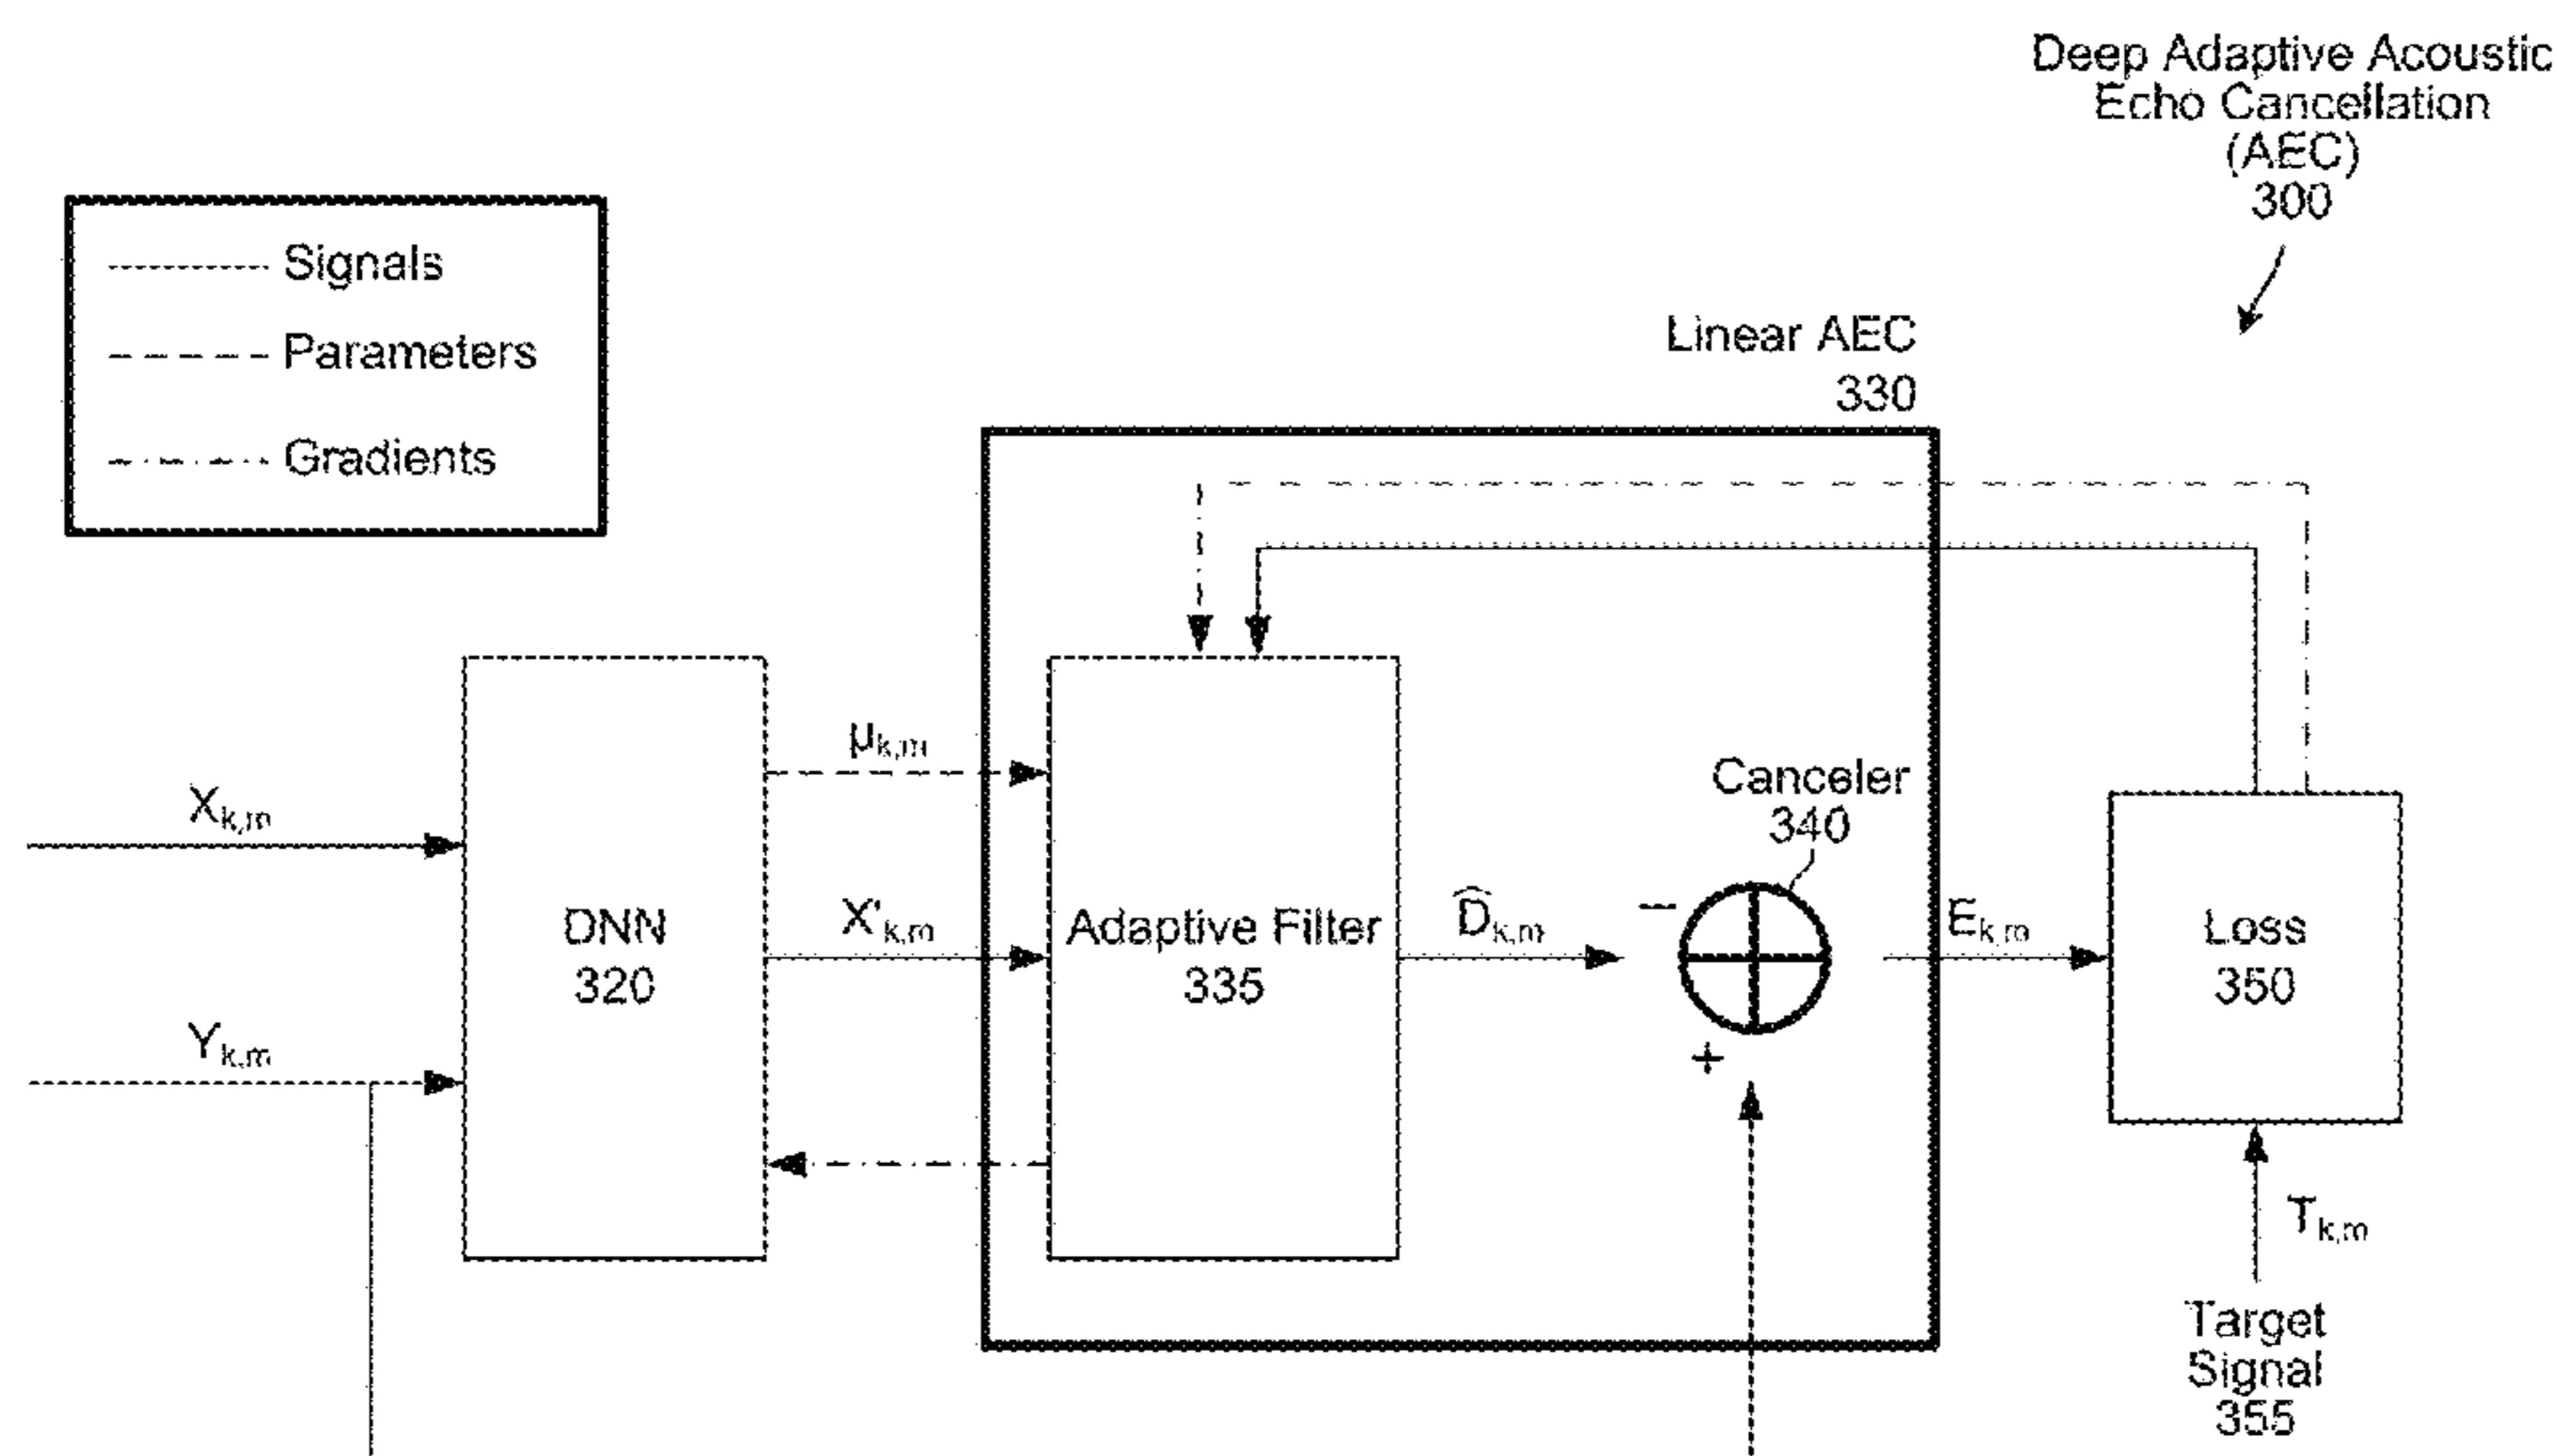 Deep Adaptive Acoustic
Echo Cancellation
(AEC)
300
Signals
Parameters
Gradients
Linear AEC
330
μk,m
Xk,m
Canceler
340
DNN
320
X'k,m
Adaptive Filter
335
D̂k,m
−
+
Ek,m
Loss
350
Yk,m
Tk,m
Target
Signal
355